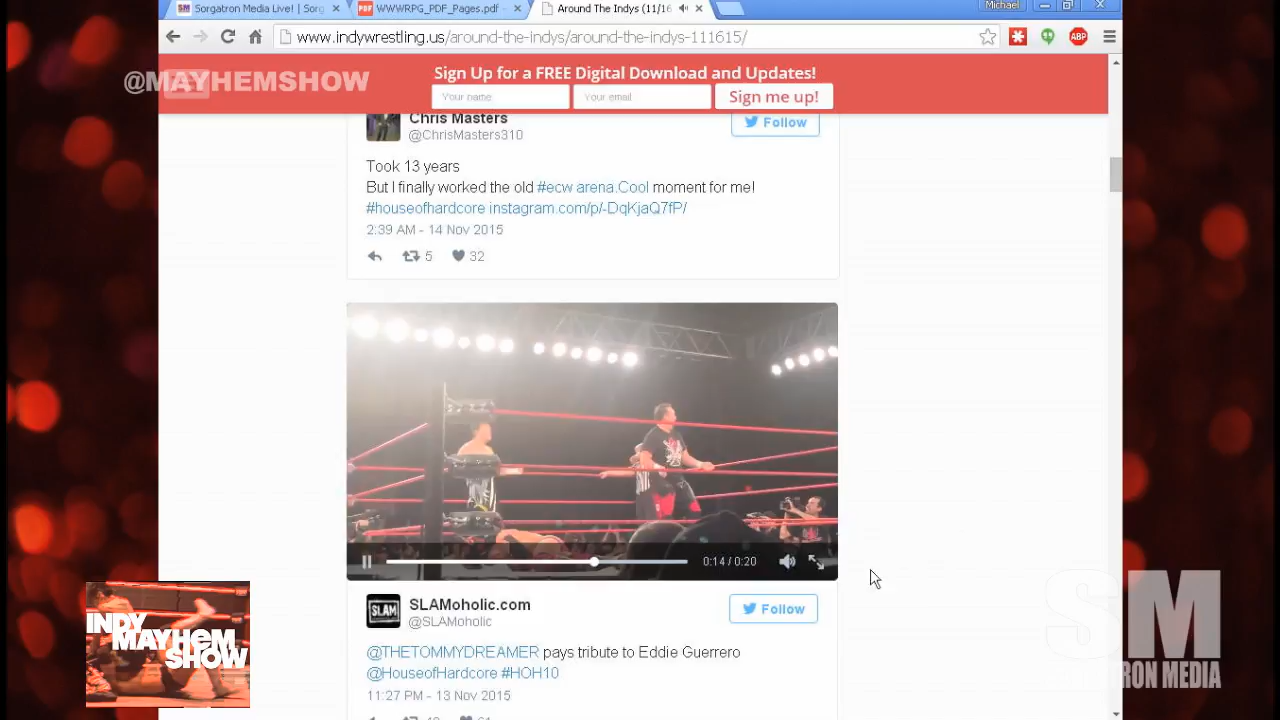 Sorgatron Media Live! | Sorg
WWWRPG_PDF_Pages.pdf
Around The Indys (11/16
Michael
www.indywrestling.us/around-the-indys/around-the-indys-111615/
ABP
@MAYHEMSHOW
Sign Up for a FREE Digital Download and Updates!
Your name
Your email
Sign me up!
Chris Masters
@ChrisMasters310
Follow
Took 13 years
But I finally worked the old #ecw arena.Cool moment for me!
#houseofhardcore instagram.com/p/-DqKjaQ7fP/
2:39 AM - 14 Nov 2015
5
32
0:14 / 0:20
SLAM
SLAMoholic.com
@SLAMoholic
Follow
@THETOMMYDREAMER pays tribute to Eddie Guerrero
@HouseofHardcore #HOH10
11:27 PM - 13 Nov 2015
INDY
MAYHEM
SHOW
SM
TRON MEDIA